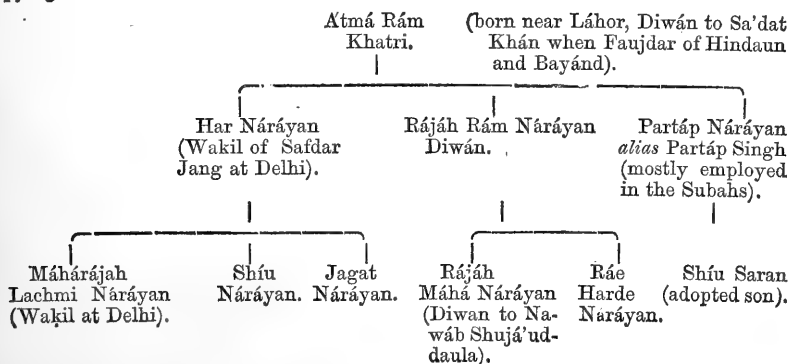 Átmá Rám
Khatri.
(born near Láhor, Diwán to Sa'dat
Khán when Faujdar of Hindaun
and Bayánd).
Har Náráyan
(Wakil of Safdar
Jang at Delhi).
Rájáh Rám Náráyan
Diwán.
Partáp Náráyan
alias Partáp Singh
(mostly employed
in the Subahs).
Máhárájah
Lachmi Náráyan
(Wakil at Delhi).
Shíu
Náráyan.
Jagat
Náráyan.
Rájáh
Máhá Náráyan
(Diwan to Na-
wáb Shujá'ud-
daula).
Ráe
Harde
Náráyan.
Shíu Saran
(adopted son).